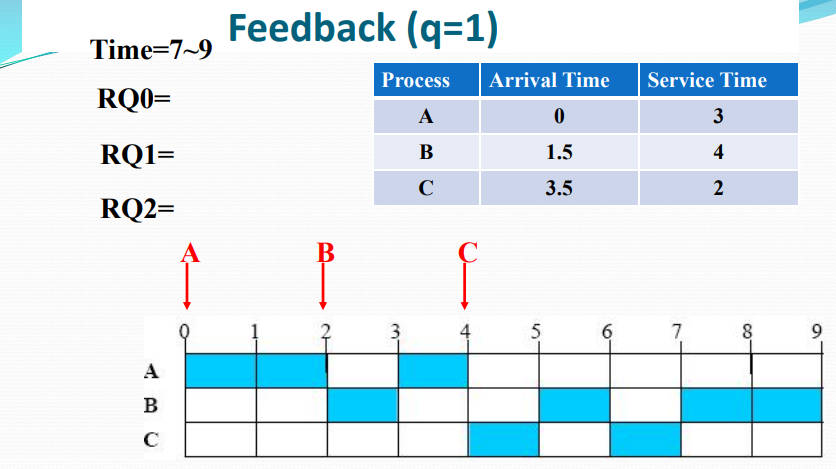 Feedback (q=1)
Time=7~9
RQ0=
RQ1=
RQ2=
Process Arrival Time Service Time
A 0 3
B 1.5 4
C 3.5 2
A B C
0 1 2 3 4 5 6 7 8 9
A
B
C